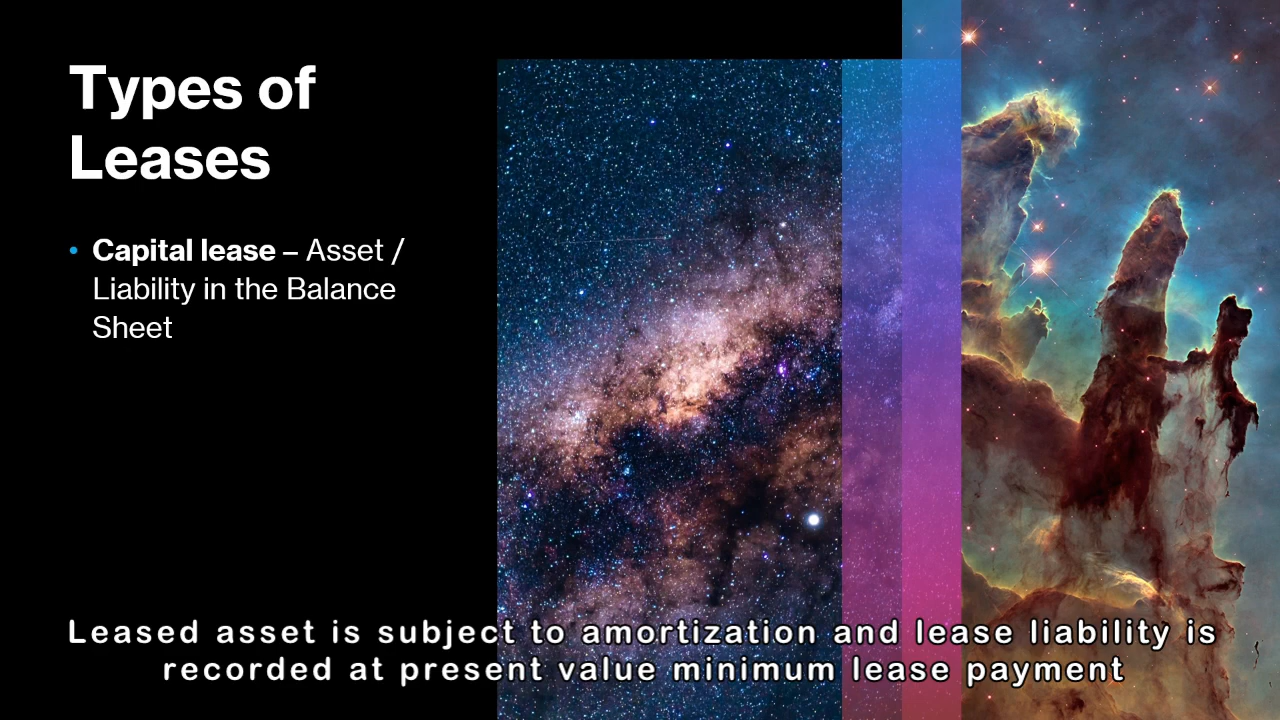 Types of
Leases
• Capital lease – Asset /
Liability in the Balance
Sheet
Leased asset is subject to amortization and lease liability is
recorded at present value minimum lease payment